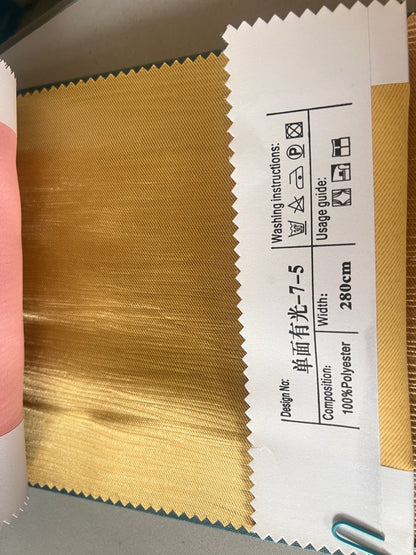 Design No:
单面有光-7-5
Washing instructions:
P
Composition:
100%Polyester
Width:
280cm
Usage guide: